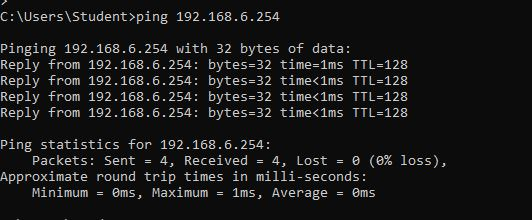 >
C:\Users\Student>ping 192.168.6.254
Pinging 192.168.6.254 with 32 bytes of data:
Reply from 192.168.6.254: bytes=32 time=1ms TTL=128
Reply from 192.168.6.254: bytes=32 time<1ms TTL=128
Reply from 192.168.6.254: bytes=32 time<1ms TTL=128
Reply from 192.168.6.254: bytes=32 time<1ms TTL=128
Ping statistics for 192.168.6.254:
    Packets: Sent = 4, Received = 4, Lost = 0 (0% loss),
Approximate round trip times in milli-seconds:
    Minimum = 0ms, Maximum = 1ms, Average = 0ms